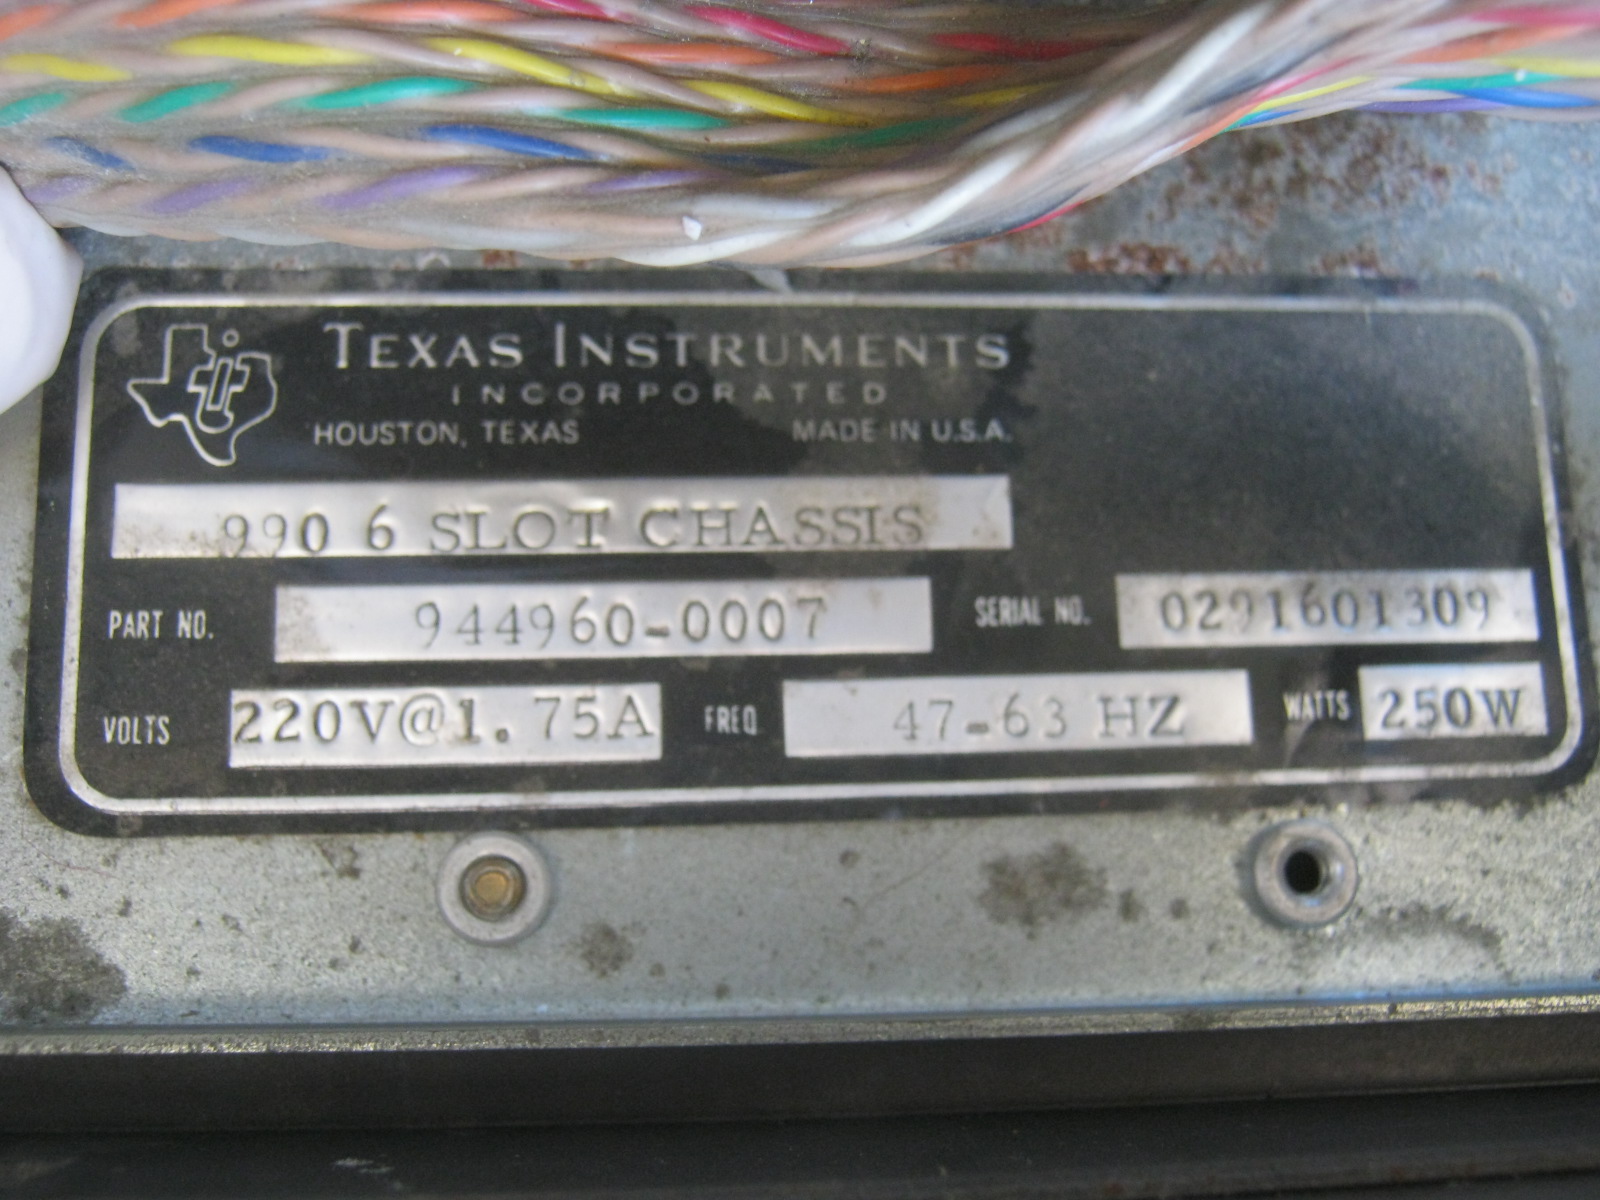 TEXAS INSTRUMENTS
INCORPORATED
HOUSTON, TEXAS MADE IN U.S.A.
990 6 SLOT CHASSIS
PART NO. 944960-0007 SERIAL NO. 0291601309
VOLTS 220V@1.75A FREQ 47-63 HZ WATTS 250W